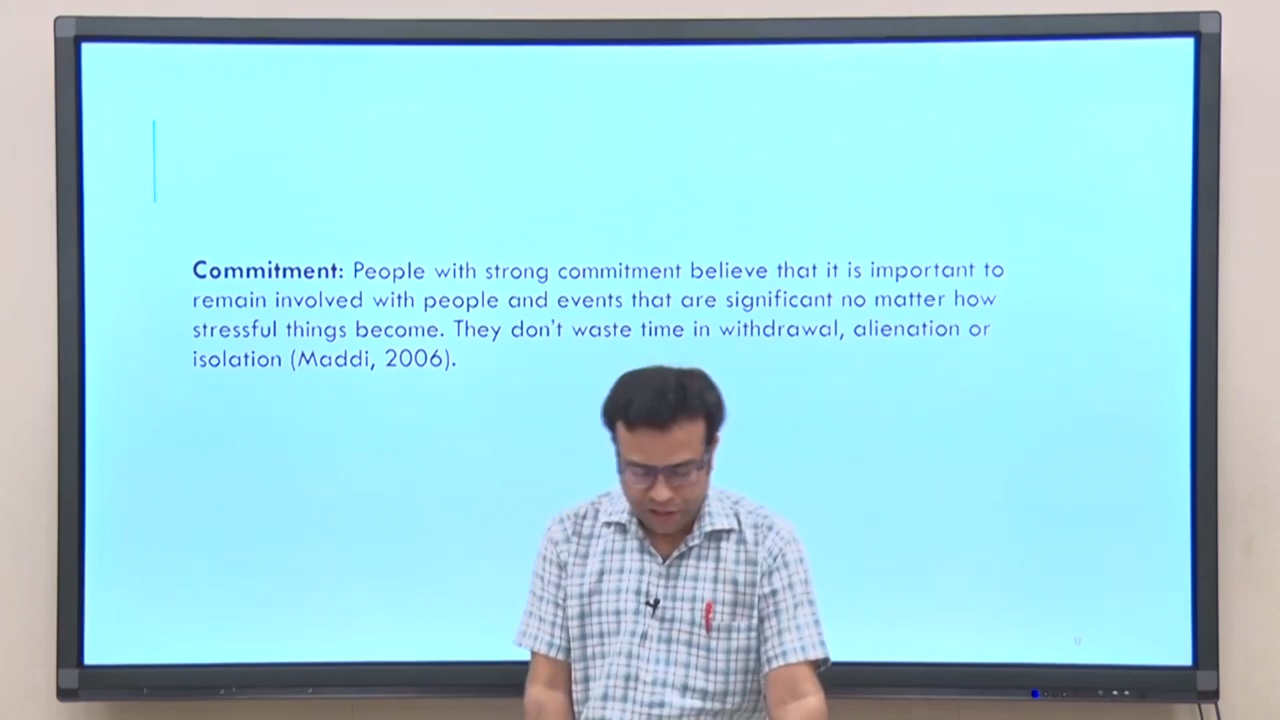 Commitment: People with strong commitment believe that it is important to
remain involved with people and events that are significant no matter how
stressful things become. They don't waste time in withdrawal, alienation or
isolation (Maddi, 2006).